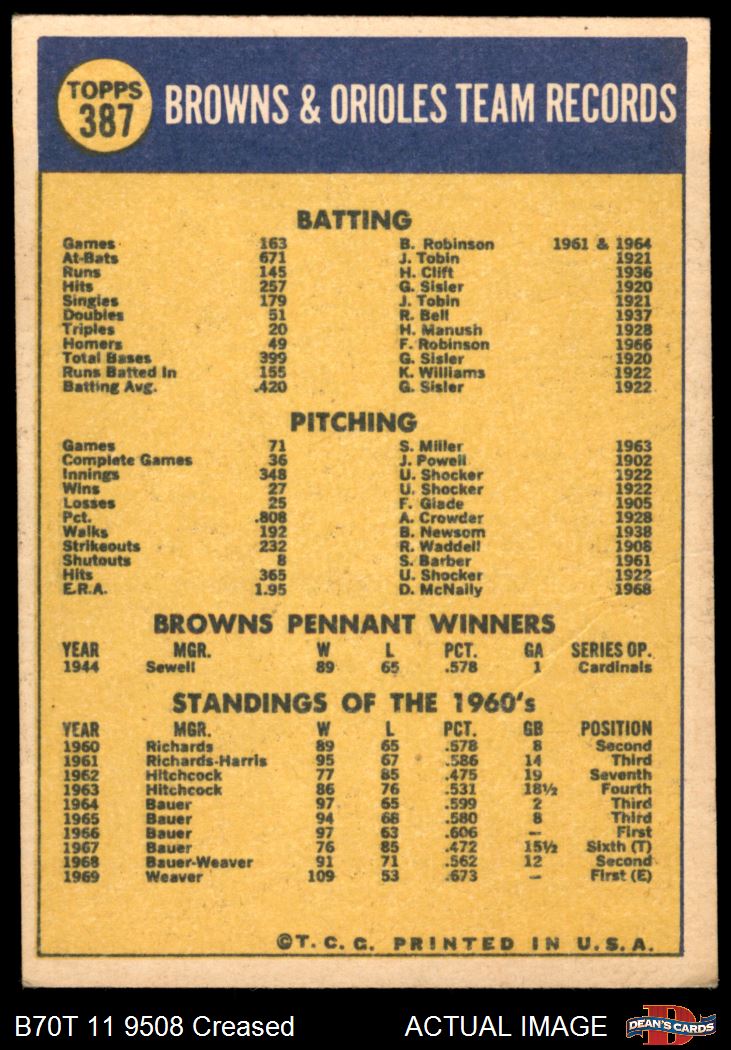 TOPPS
387
BROWNS & ORIOLES TEAM RECORDS
BATTING
Games 163 B. Robinson 1961 & 1964
At-Bats 671 J. Tobin 1921
Runs 145 H. Clift 1936
Hits 257 G. Sisler 1920
Singles 179 J. Tobin 1921
Doubles 51 R. Bell 1937
Triples 20 H. Manush 1928
Homers 49 F. Robinson 1966
Total Bases 399 G. Sisler 1920
Runs Batted In 155 K. Williams 1922
Batting Avg. .420 G. Sisler 1922
PITCHING
Games 71 S. Miller 1963
Complete Games 36 J. Powell 1902
Innings 348 U. Shocker 1922
Wins 27 U. Shocker 1922
Losses 25 F. Glade 1905
Pct. .808 A. Crowder 1928
Walks 192 B. Newsom 1938
Strikeouts 232 R. Waddell 1908
Shutouts 8 S. Barber 1961
Hits 365 U. Shocker 1922
E.R.A. 1.95 D. McNally 1968
BROWNS PENNANT WINNERS
YEAR MGR. W L PCT. GA SERIES OP.
1944 Sewell 89 65 .578 1 Cardinals
STANDINGS OF THE 1960's
YEAR MGR. W L PCT. GB POSITION
1960 Richards 89 65 .578 8 Second
1961 Richards-Harris 95 67 .586 14 Third
1962 Hitchcock 77 85 .475 19 Seventh
1963 Hitchcock 86 76 .531 18½ Fourth
1964 Bauer 97 65 .599 2 Third
1965 Bauer 94 68 .580 8 Third
1966 Bauer 97 63 .606 — First
1967 Bauer 76 85 .472 15½ Sixth (T)
1968 Bauer-Weaver 91 71 .562 12 Second
1969 Weaver 109 53 .673 — First (E)
©T.C.G. PRINTED IN U.S.A.
B70T 11 9508 Creased ACTUAL IMAGE
DEAN'S CARDS